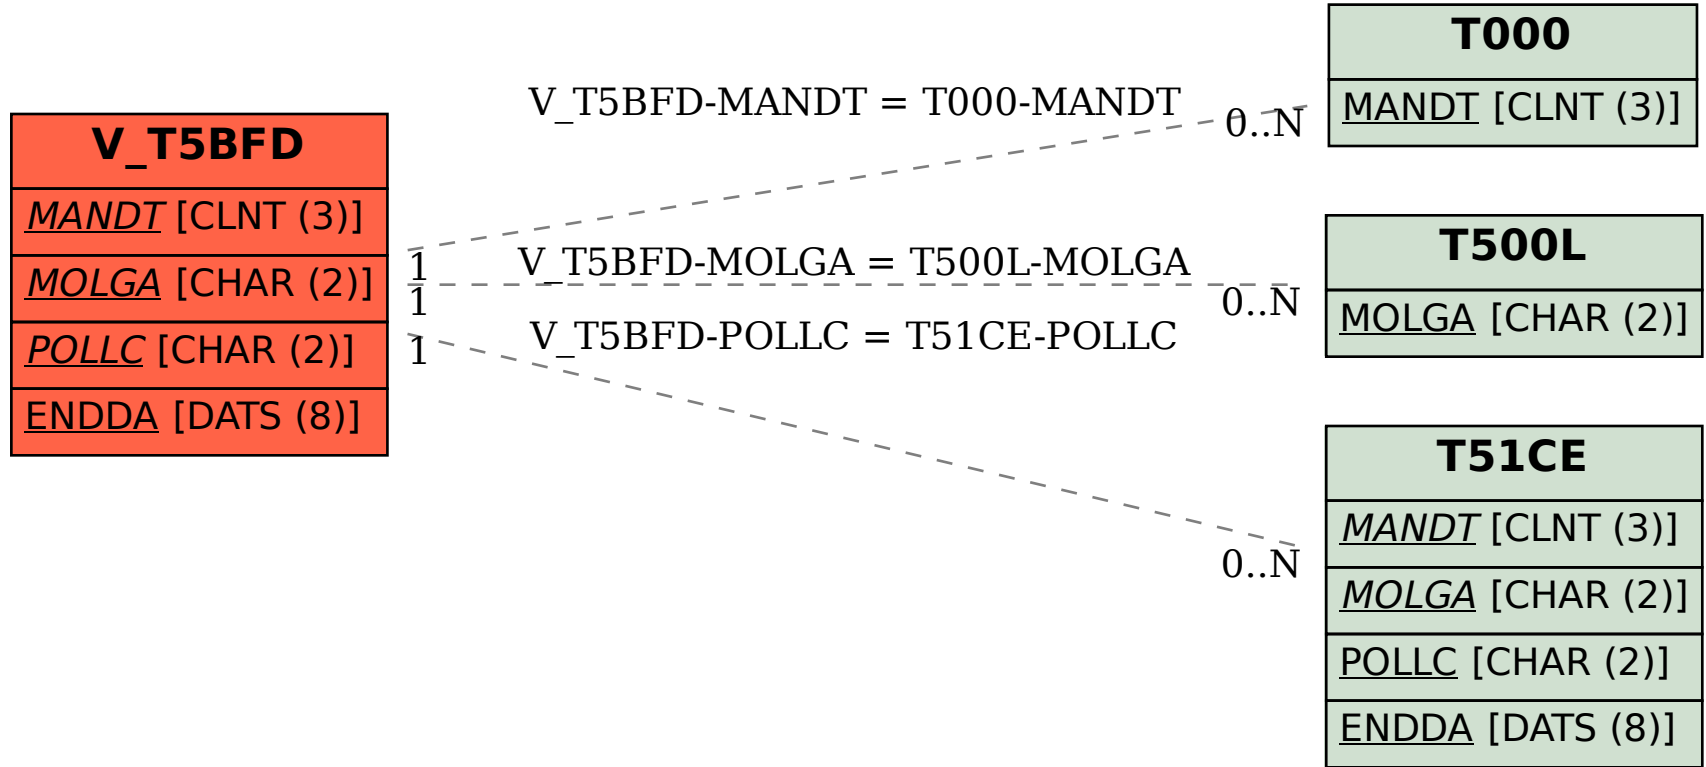 V_T5BFD
MANDT [CLNT (3)]
MOLGA [CHAR (2)]
POLLC [CHAR (2)]
ENDDA [DATS (8)]
V_T5BFD-MANDT = T000-MANDT
0..N
1
V_T5BFD-MOLGA = T500L-MOLGA
1
0..N
V_T5BFD-POLLC = T51CE-POLLC
1
0..N
T000
MANDT [CLNT (3)]
T500L
MOLGA [CHAR (2)]
T51CE
MANDT [CLNT (3)]
MOLGA [CHAR (2)]
POLLC [CHAR (2)]
ENDDA [DATS (8)]